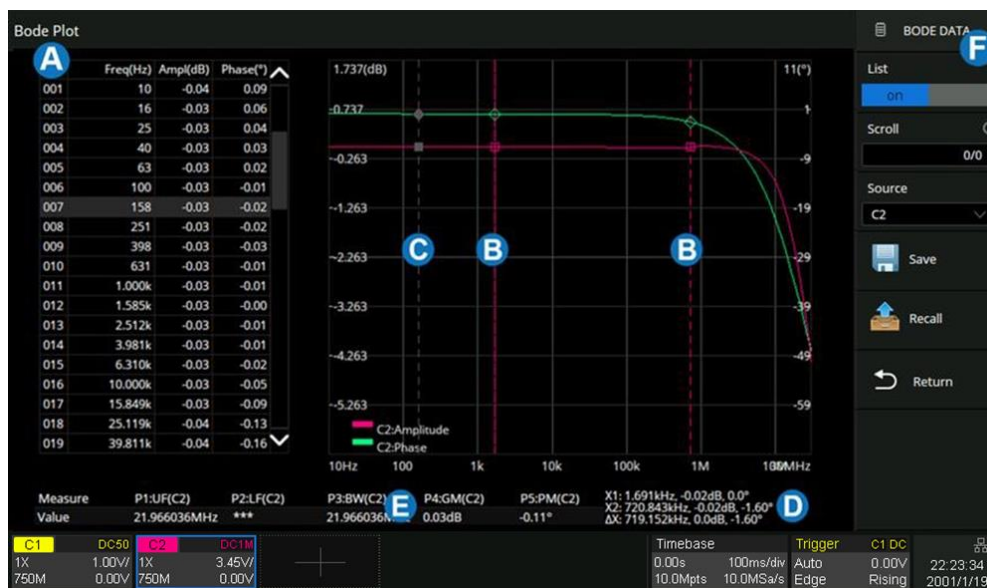 Bode Plot
BODE DATA
A
F
Freq(Hz) Ampl(dB) Phase(°)
001 10 -0.04 0.09
002 16 -0.03 0.06
003 25 -0.03 0.04
004 40 -0.03 0.03
005 63 -0.03 0.02
006 100 -0.03 -0.01
007 158 -0.03 -0.02
008 251 -0.03 -0.02
009 398 -0.03 -0.03
010 631 -0.03 -0.01
011 1.000k -0.03 -0.01
012 1.585k -0.03 -0.00
013 2.512k -0.03 -0.01
014 3.981k -0.03 -0.01
015 6.310k -0.03 -0.02
016 10.000k -0.03 -0.05
017 15.849k -0.03 -0.09
018 25.119k -0.04 -0.13
019 39.811k -0.04 -0.16
1.737(dB) 11(°)
-0.737 1
-0.263 -9
-1.263 -19
C B B
-2.263 -29
-3.263 -39
-4.263 -49
-5.263 -59
C2:Amplitude
C2:Phase
10Hz 100 1k 10k 100k 1M
List
on
Scroll
0/0
Source
C2
Save
Recall
Return
Measure P1:UF(C2) P2:LF(C2) P3:BW(C2) P4:GM(C2) P5:PM(C2)
Value 21.966036MHz *** 21.966036 0.03dB -0.11°
E
X1: 1.691kHz, -0.02dB, 0.0°
X2: 720.843kHz, -0.02dB, -1.60°
ΔX: 719.152kHz, 0.0dB, -1.60°
D
C1 DC50
1X 1.00V/
750M 0.00V
C2 DC1M
1X 3.45V/
750M 0.00V
Timebase
0.00s 100ms/div
10.0Mpts 10.0MSa/s
Trigger C1 DC
Auto 0.00V
Edge Rising
22:23:34
2001/1/19